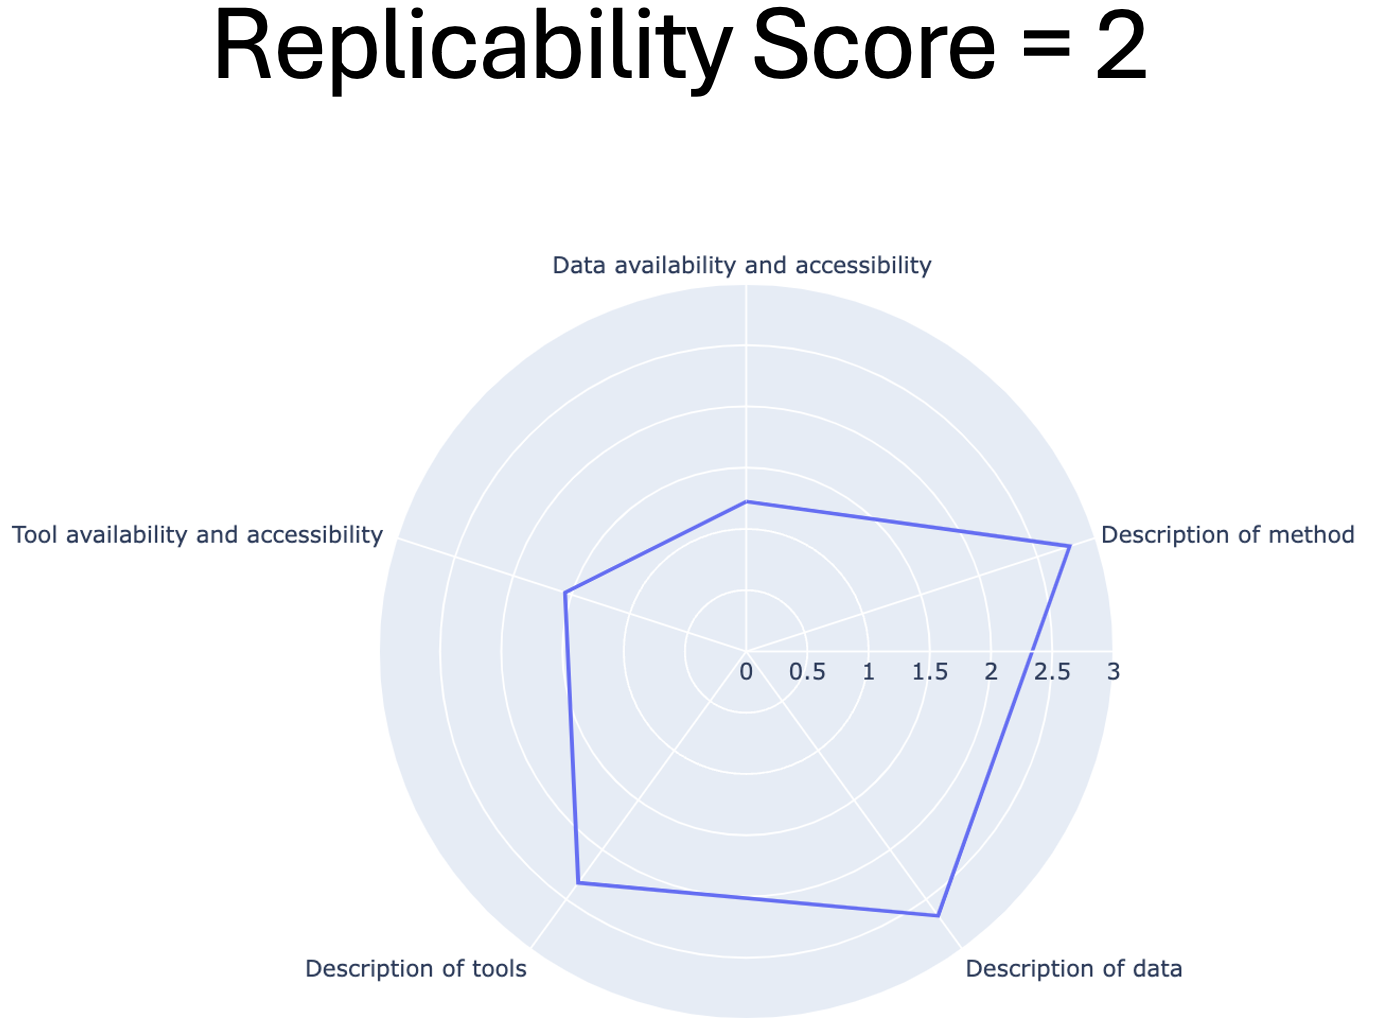 Replicability Score = 2
Data availability and accessibility
Tool availability and accessibility
Description of method
0 0.5 1 1.5 2 2.5 3
Description of tools
Description of data